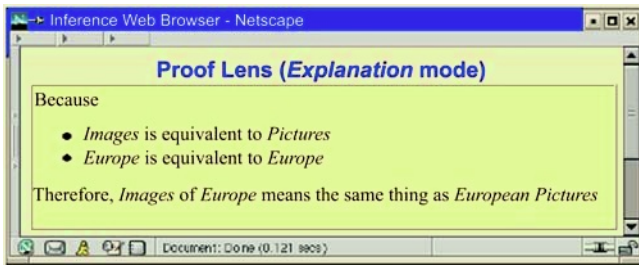 Inference Web Browser - Netscape
Proof Lens (Explanation mode)
Because
• Images is equivalent to Pictures
• Europe is equivalent to Europe
Therefore, Images of Europe means the same thing as European Pictures
Document: Done (0.121 secs)